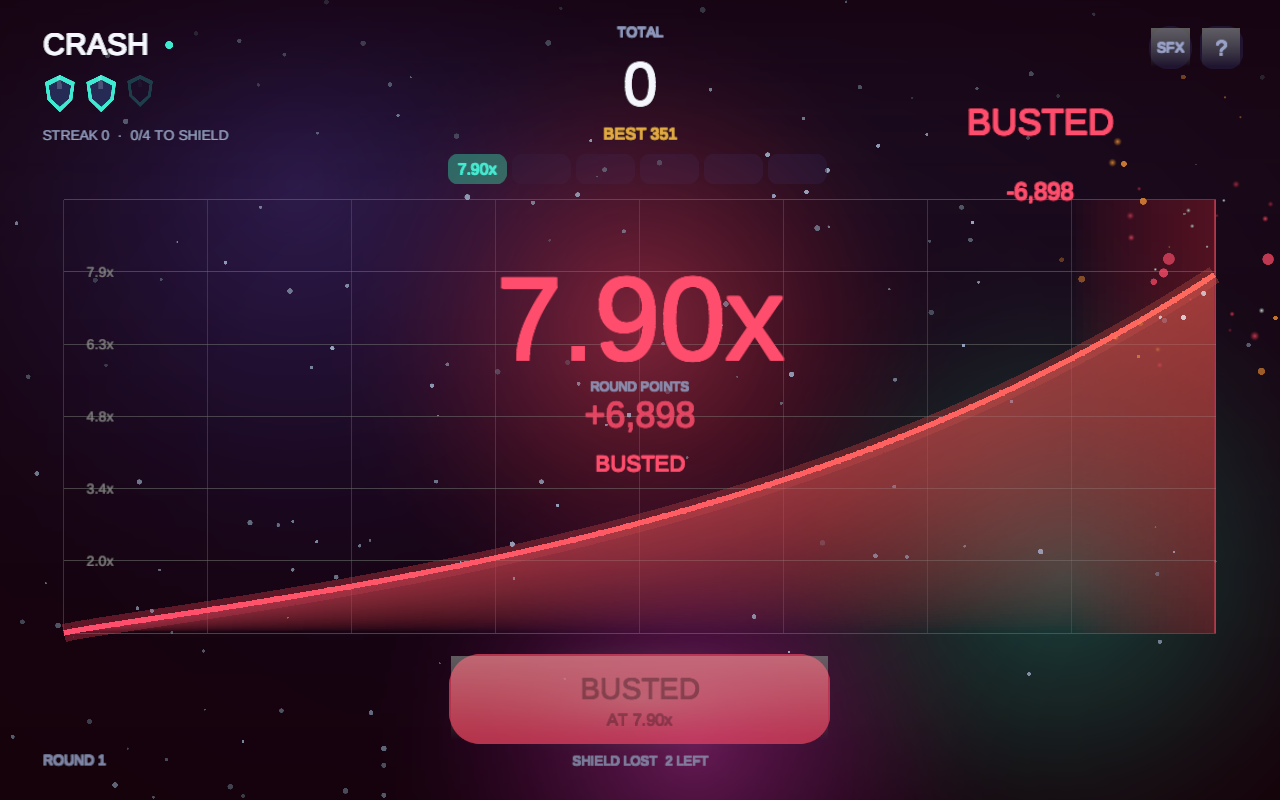 CRASH
STREAK 0 · 0/4 TO SHIELD
TOTAL
0
BEST 351
SFX
?
BUSTED
-6,898
7.90x
7.9x
6.3x
4.8x
3.4x
2.0x
7.90x
ROUND POINTS
+6,898
BUSTED
BUSTED
AT 7.90x
ROUND 1
SHIELD LOST 2 LEFT